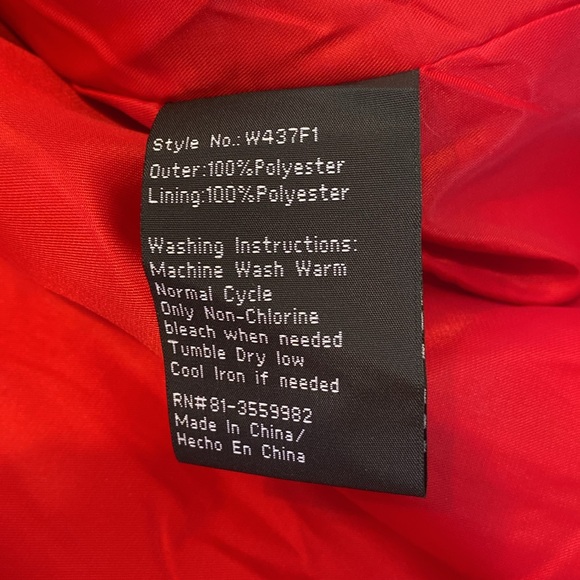 Style No.:W437F1
Outer:100%Polyester
Lining:100%Polyester
Washing Instructions:
Machine Wash Warm
Normal Cycle
Only Non-Chlorine
bleach when needed
Tumble Dry low
Cool Iron if needed
RN#81-3559982
Made In China/
Hecho En China